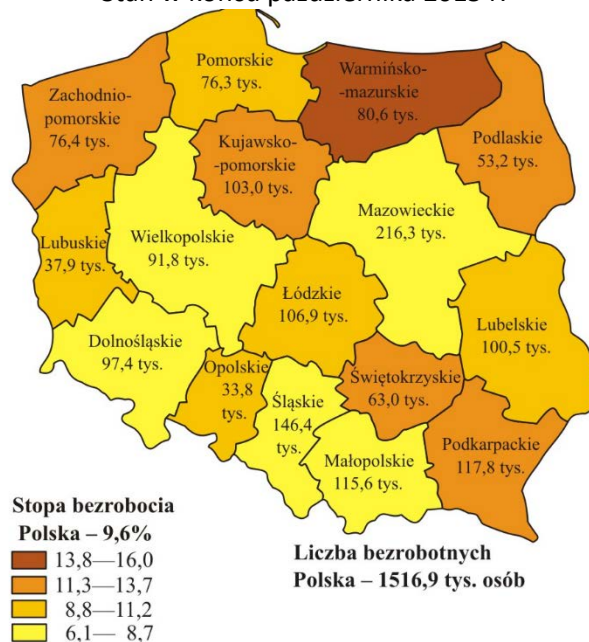 Stan w końcu października 2015 r.
Pomorskie
76,3 tys.
Warmińsko-
-mazurskie
80,6 tys.
Zachodnio-
pomorskie
76,4 tys.
Kujawsko-
-pomorskie
103,0 tys.
Podlaskie
53,2 tys.
Mazowieckie
216,3 tys.
Lubuskie
37,9 tys.
Wielkopolskie
91,8 tys.
Łódzkie
106,9 tys.
Lubelskie
100,5 tys.
Dolnośląskie
97,4 tys.
Opolskie
33,8
tys.
Śląskie
146,4
tys.
Świętokrzyskie
63,0 tys.
Małopolskie
115,6 tys.
Podkarpackie
117,8 tys.
Stopa bezrobocia
Polska – 9,6%
13,8—16,0
11,3—13,7
8,8—11,2
6,1— 8,7
Liczba bezrobotnych
Polska – 1516,9 tys. osób